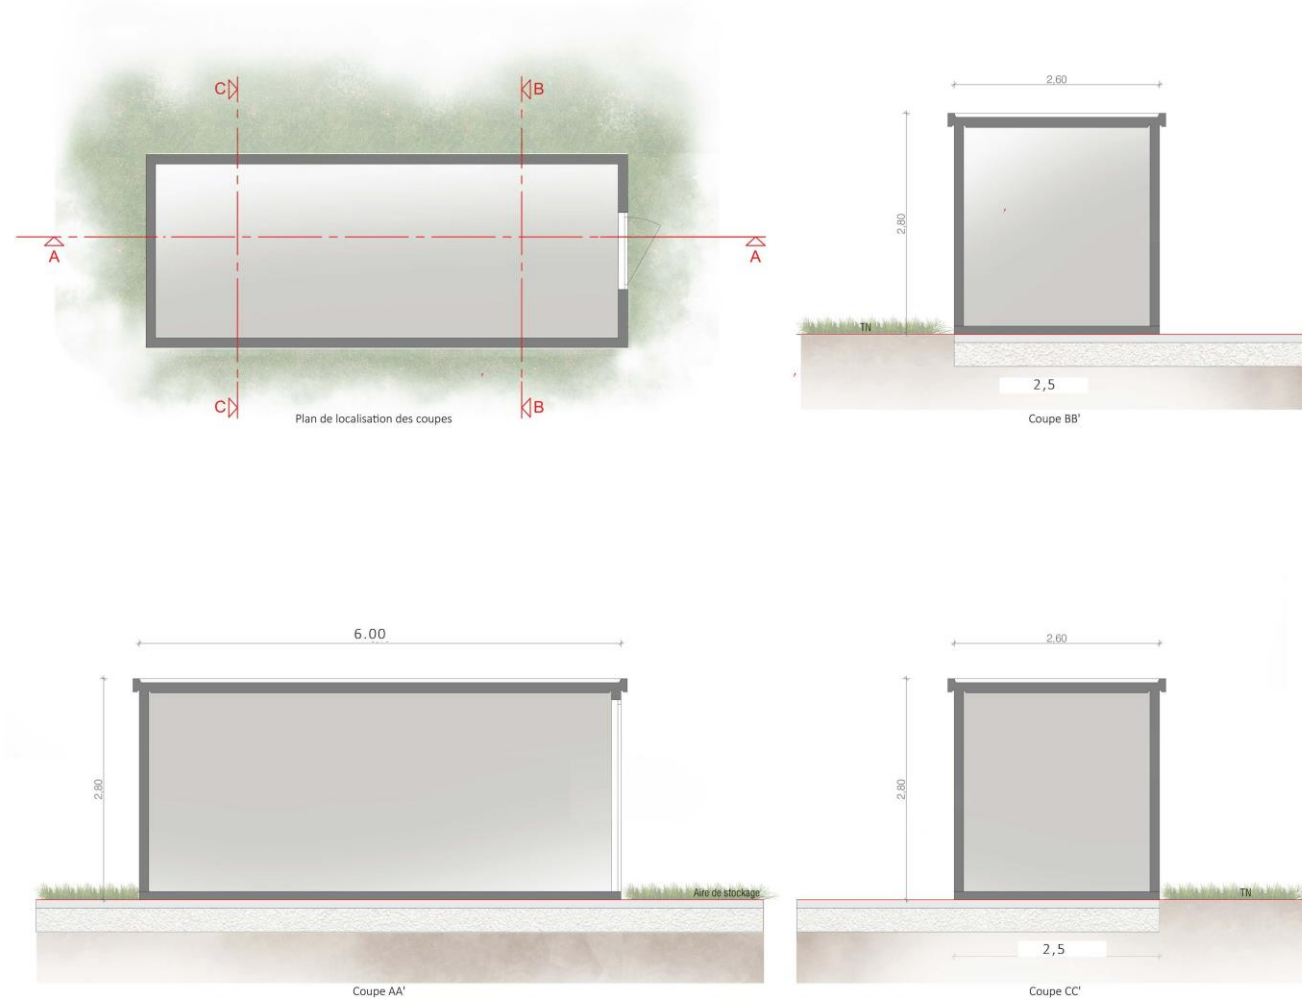 C
B
A
A
C
B
Plan de localisation des coupes
2,60
2,80
TN
2,5
Coupe BB'
6.00
2,80
Aire de stockage
Coupe AA'
2,60
2,80
TN
2,5
Coupe CC'